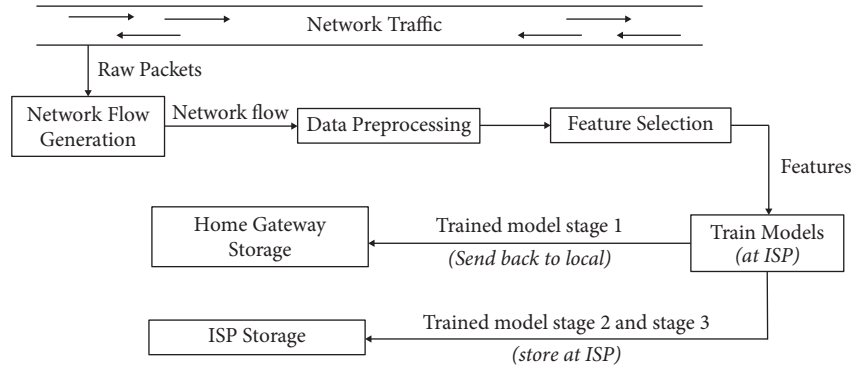 Network Traffic
Raw Packets
Network Flow
Generation
Network flow
Data Preprocessing
Feature Selection
Features
Home Gateway
Storage
Trained model stage 1
(Send back to local)
Train Models
(at ISP)
ISP Storage
Trained model stage 2 and stage 3
(store at ISP)